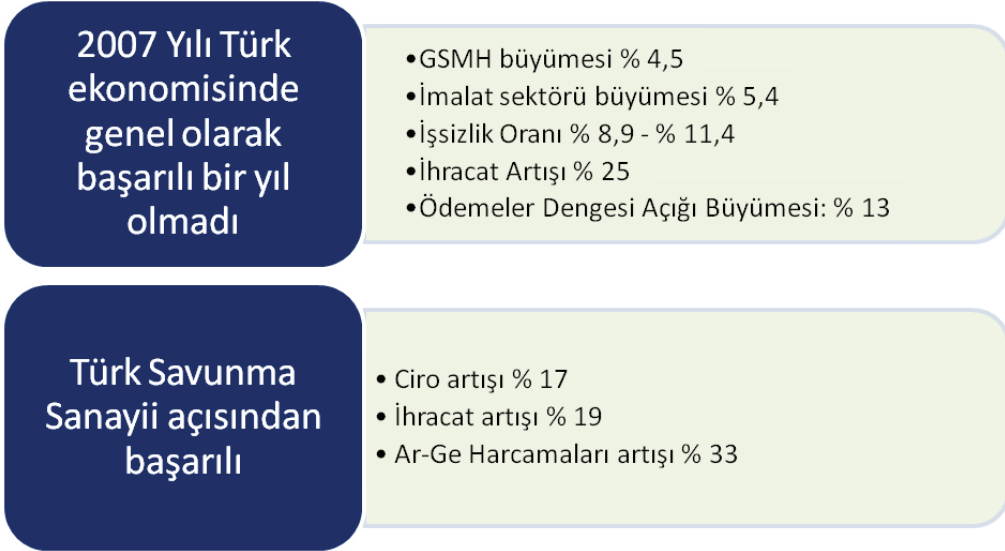 2007 Yılı Türk
ekonomisinde
genel olarak
başarılı bir yıl
olmadı
•GSMH büyümesi % 4,5
•İmalat sektörü büyümesi % 5,4
•İşsizlik Oranı % 8,9 - % 11,4
•İhracat Artışı % 25
•Ödemeler Dengesi Açığı Büyümesi: % 13
Türk Savunma
Sanayii açısından
başarılı
• Ciro artışı % 17
• İhracat artışı % 19
• Ar-Ge Harcamaları artışı % 33